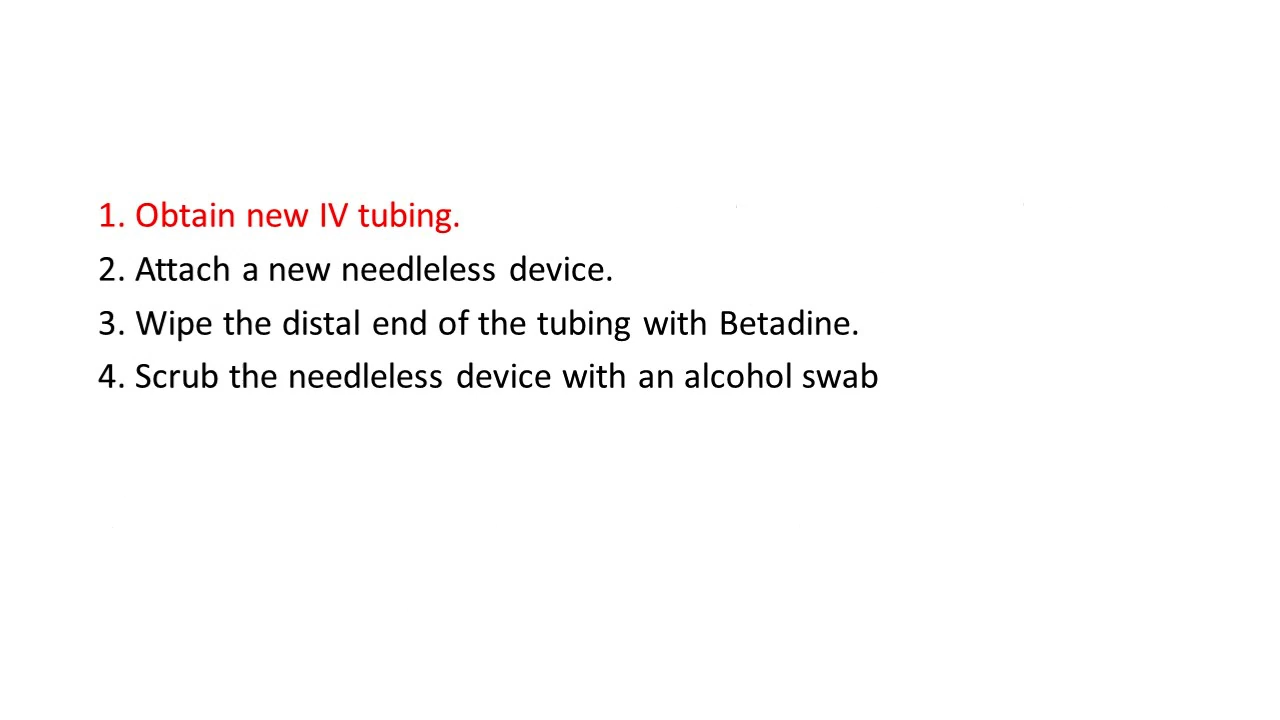 1. Obtain new IV tubing.
2. Attach a new needleless device.
3. Wipe the distal end of the tubing with Betadine.
4. Scrub the needleless device with an alcohol swab